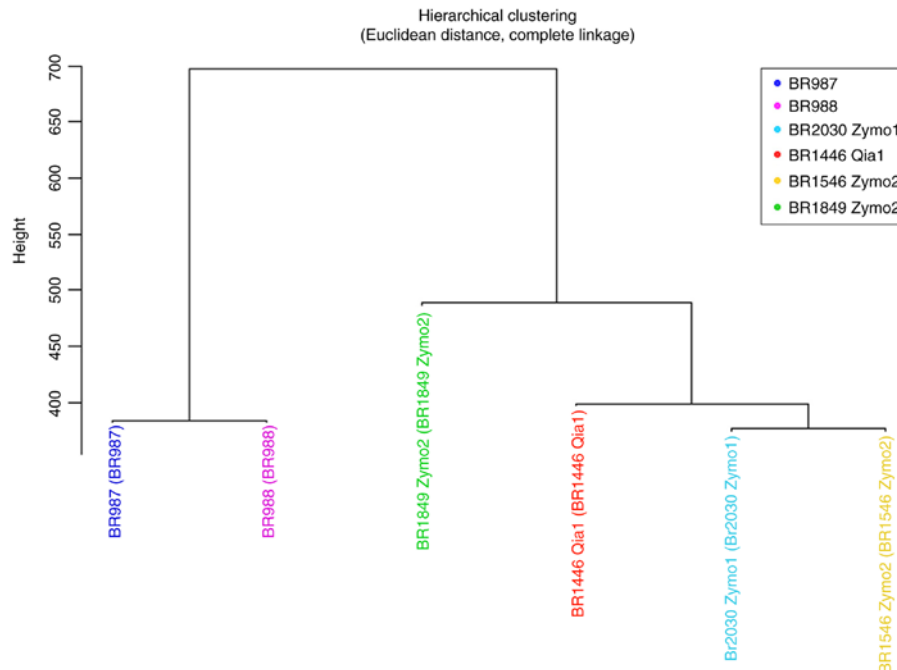 Hierarchical clustering
(Euclidean distance, complete linkage)
Height
700
650
600
550
500
450
400
BR987
BR988
BR2030 Zymo1
BR1446 Qia1
BR1546 Zymo2
BR1849 Zymo2
BR987 (BR987)
BR988 (BR988)
BR1849 Zymo2 (BR1849 Zymo2)
BR1446 Qia1 (BR1446 Qia1)
Br2030 Zymo1 (Br2030 Zymo1)
BR1546 Zymo2 (BR1546 Zymo2)